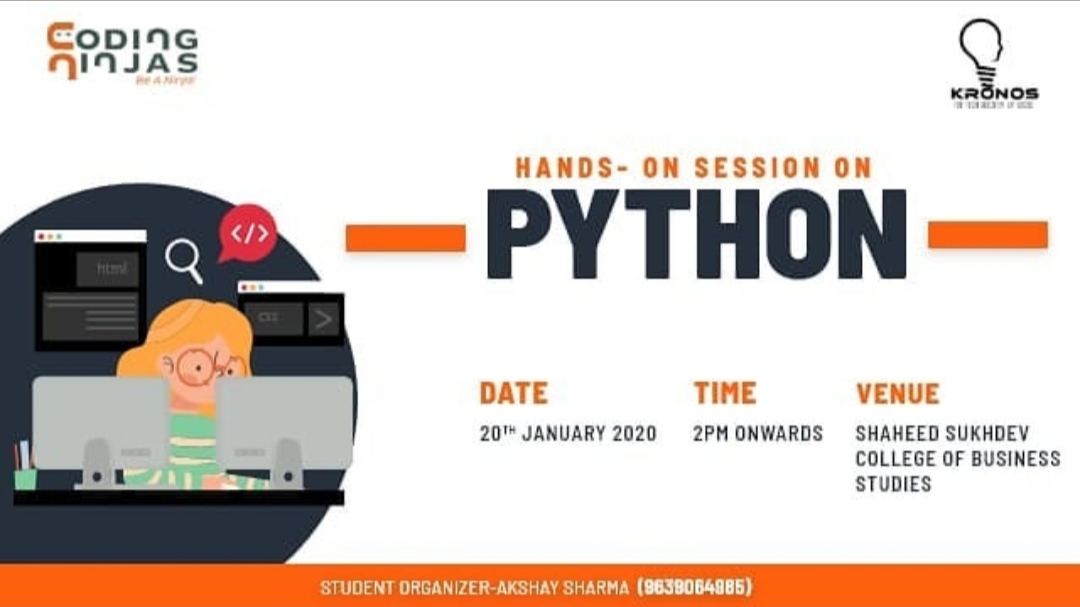 CODING
NINJAS
Be A Ninja!
KRONOS
HANDS- ON SESSION ON
PYTHON
</>
html
>
DATE
20TH JANUARY 2020
TIME
2PM ONWARDS
VENUE
SHAHEED SUKHDEV
COLLEGE OF BUSINESS
STUDIES
STUDENT ORGANIZER-AKSHAY SHARMA (9639064985)